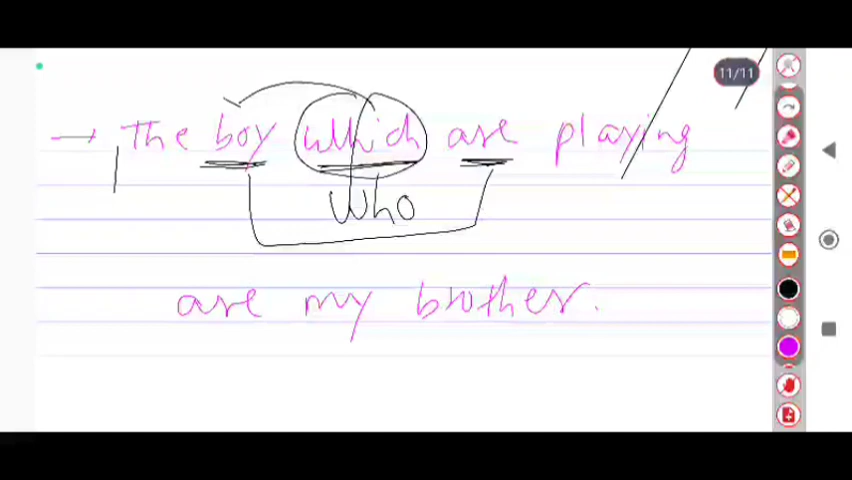 11/11
→ The boy which are playing
who
are my brother.